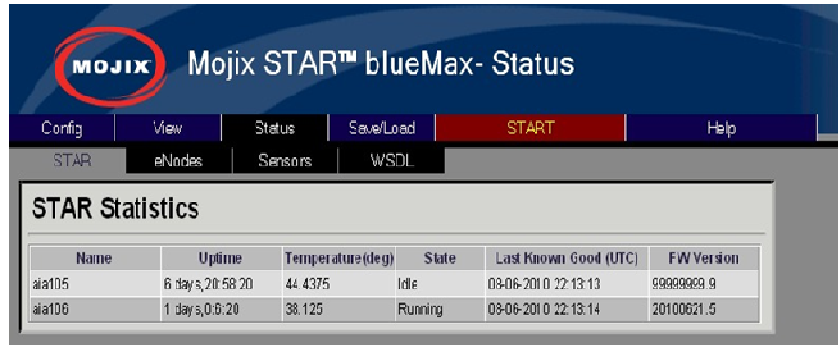 MOJIX
Mojix STAR™ blueMax- Status
Config View Status Save/Load START Help
STAR eNodes Sensors WSDL
STAR Statistics
Name Uptime Temperature(deg) State Last Known Good (UTC) FW Version
aia105 6 days,20:58:20 44.4375 Idle 09-06-2010 22:13:13 99999999.9
aia106 1 days,0:6:20 38.125 Running 09-06-2010 22:13:14 20100621.5